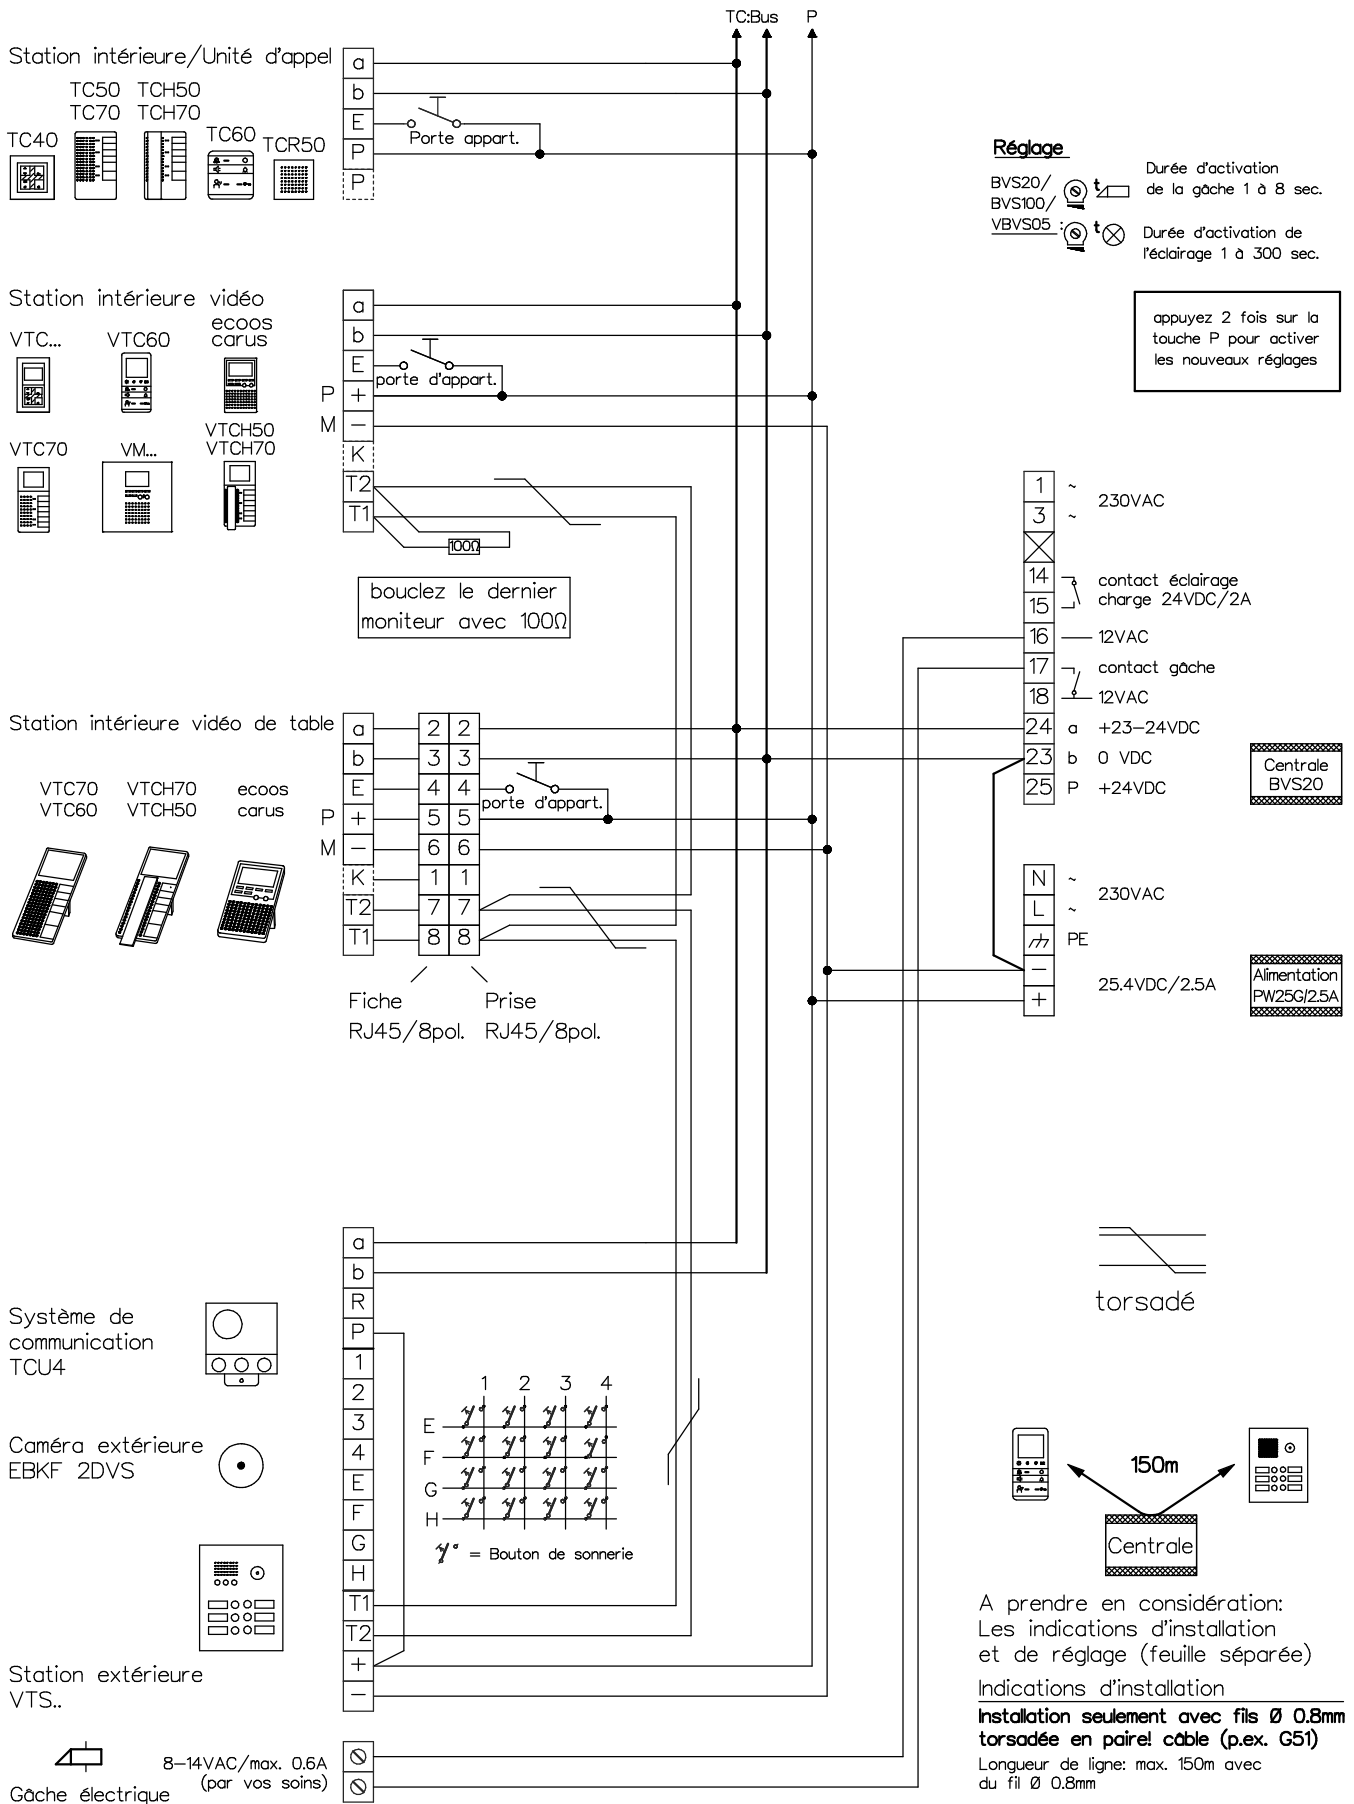 TC:Bus P
Station intérieure/Unité d'appel
TC50 TCH50
TC70 TCH70
TC40
TC60
TCR50
a
b
E
P
P
Porte appart.
Réglage
BVS20/
BVS100/
VBVS05 :
t
Durée d'activation
de la gâche 1 à 8 sec.
t
Durée d'activation de
l'éclairage 1 à 300 sec.
appuyez 2 fois sur la
touche P pour activer
les nouveaux réglages
Station intérieure vidéo
VTC...
VTC60
ecoos
carus
VTC70
VM...
VTCH50
VTCH70
a
b
E
P +
M −
K
T2
T1
porte d'appart.
100Ω
bouclez le dernier
moniteur avec 100Ω
1 ~
3 ~
230VAC
14
15
contact éclairage
charge 24VDC/2A
16 12VAC
17 contact gâche
18 12VAC
24 a +23−24VDC
23 b 0 VDC
25 P +24VDC
Centrale
BVS20
Station intérieure vidéo de table
VTC70 VTCH70 ecoos
VTC60 VTCH50 carus
a 2 2
b 3 3
E 4 4
P + 5 5
M − 6 6
K 1 1
T2 7 7
T1 8 8
porte d'appart.
Fiche
RJ45/8pol.
Prise
RJ45/8pol.
N ~
L ~
230VAC
PE
−
+
25.4VDC/2.5A
Alimentation
PW25G/2.5A
a
b
R
P
1
2
3
4
E
F
G
H
T1
T2
+
−
Système de
communication
TCU4
Caméra extérieure
EBKF 2DVS
Station extérieure
VTS..
1 2 3 4
E
F
G
H
= Bouton de sonnerie
torsadé
150m
Centrale
A prendre en considération:
Les indications d'installation
et de réglage (feuille séparée)
Indications d'installation
Installation seulement avec fils Ø 0.8mm
torsadée en paire! câble (p.ex. G51)
Longueur de ligne: max. 150m avec
du fil Ø 0.8mm
8−14VAC/max. 0.6A
(par vos soins)
Gâche électrique